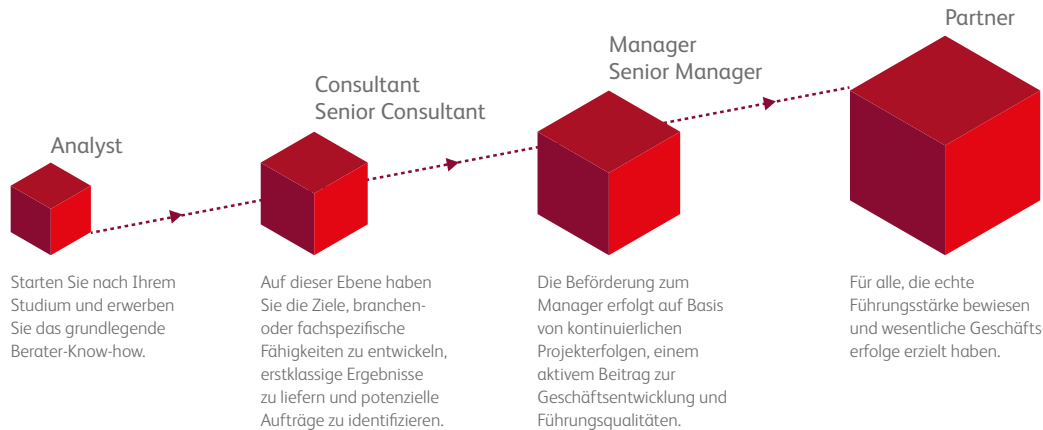 Analyst
Starten Sie nach Ihrem
Studium und erwerben
Sie das grundlegende
Berater-Know-how.
Consultant
Senior Consultant
Auf dieser Ebene haben
Sie die Ziele, branchen-
oder fachspezifische
Fähigkeiten zu entwickeln,
erstklassige Ergebnisse
zu liefern und potenzielle
Aufträge zu identifizieren.
Manager
Senior Manager
Die Beförderung zum
Manager erfolgt auf Basis
von kontinuierlichen
Projekterfolgen, einem
aktivem Beitrag zur
Geschäftsentwicklung und
Führungsqualitäten.
Partner
Für alle, die echte
Führungsstärke bewiesen
und wesentliche Geschäfts-
erfolge erzielt haben.